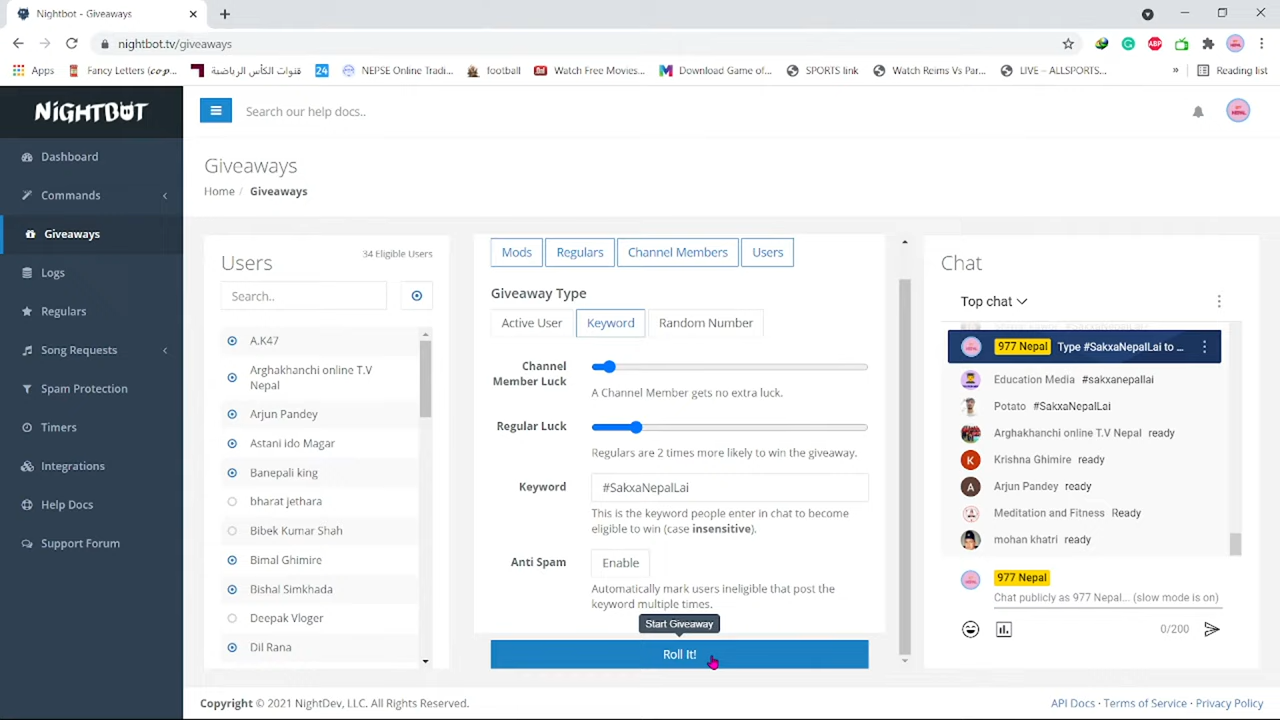 Nightbot - Giveaways
nightbot.tv/giveaways
Apps
Fancy Letters (cop...
قنوات الكأس الرياضية
24
NEPSE Online Tradi...
football
Watch Free Movies...
Download Game of...
SPORTS link
Watch Reims Vs Par...
LIVE – ALLSPORTS...
»
Reading list
NIGHTBOT
Search our help docs..
Dashboard
Commands
Giveaways
Logs
Regulars
Song Requests
Spam Protection
Timers
Integrations
Help Docs
Support Forum
Giveaways
Home / Giveaways
Users
34 Eligible Users
Search..
A.K47
Arghakhanchi online T.V
Nepal
Arjun Pandey
Astani ido Magar
Banepali king
bharat jethara
Bibek Kumar Shah
Bimal Ghimire
Bishal Simkhada
Deepak Vloger
Dil Rana
Mods
Regulars
Channel Members
Users
Giveaway Type
Active User
Keyword
Random Number
Channel
Member Luck
A Channel Member gets no extra luck.
Regular Luck
Regulars are 2 times more likely to win the giveaway.
Keyword
#SakxaNepalLai
This is the keyword people enter in chat to become
eligible to win (case insensitive).
Anti Spam
Enable
Automatically mark users ineligible that post the
keyword multiple times.
Start Giveaway
Roll It!
Chat
Top chat
977 Nepal Type #SakxaNepalLai to ...
Education Media #sakxanepallai
Potato #SakxaNepalLai
Arghakhanchi online T.V Nepal ready
Krishna Ghimire ready
Arjun Pandey ready
Meditation and Fitness Ready
mohan khatri ready
977 Nepal
Chat publicly as 977 Nepal... (slow mode is on)
0/200
Copyright © 2021 NightDev, LLC. All Rights Reserved.
API Docs · Terms of Service · Privacy Policy